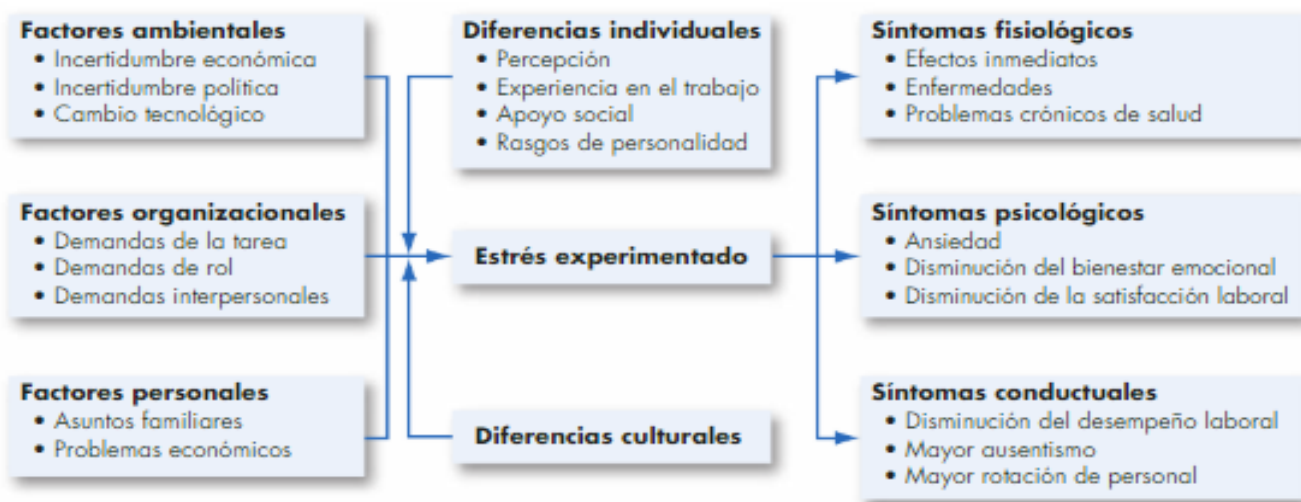 Factores ambientales
• Incertidumbre económica
• Incertidumbre política
• Cambio tecnológico
Factores organizacionales
• Demandas de la tarea
• Demandas de rol
• Demandas interpersonales
Factores personales
• Asuntos familiares
• Problemas económicos
Diferencias individuales
• Percepción
• Experiencia en el trabajo
• Apoyo social
• Rasgos de personalidad
Estrés experimentado
Diferencias culturales
Síntomas fisiológicos
• Efectos inmediatos
• Enfermedades
• Problemas crónicos de salud
Síntomas psicológicos
• Ansiedad
• Disminución del bienestar emocional
• Disminución de la satisfacción laboral
Síntomas conductuales
• Disminución del desempeño laboral
• Mayor ausentismo
• Mayor rotación de personal